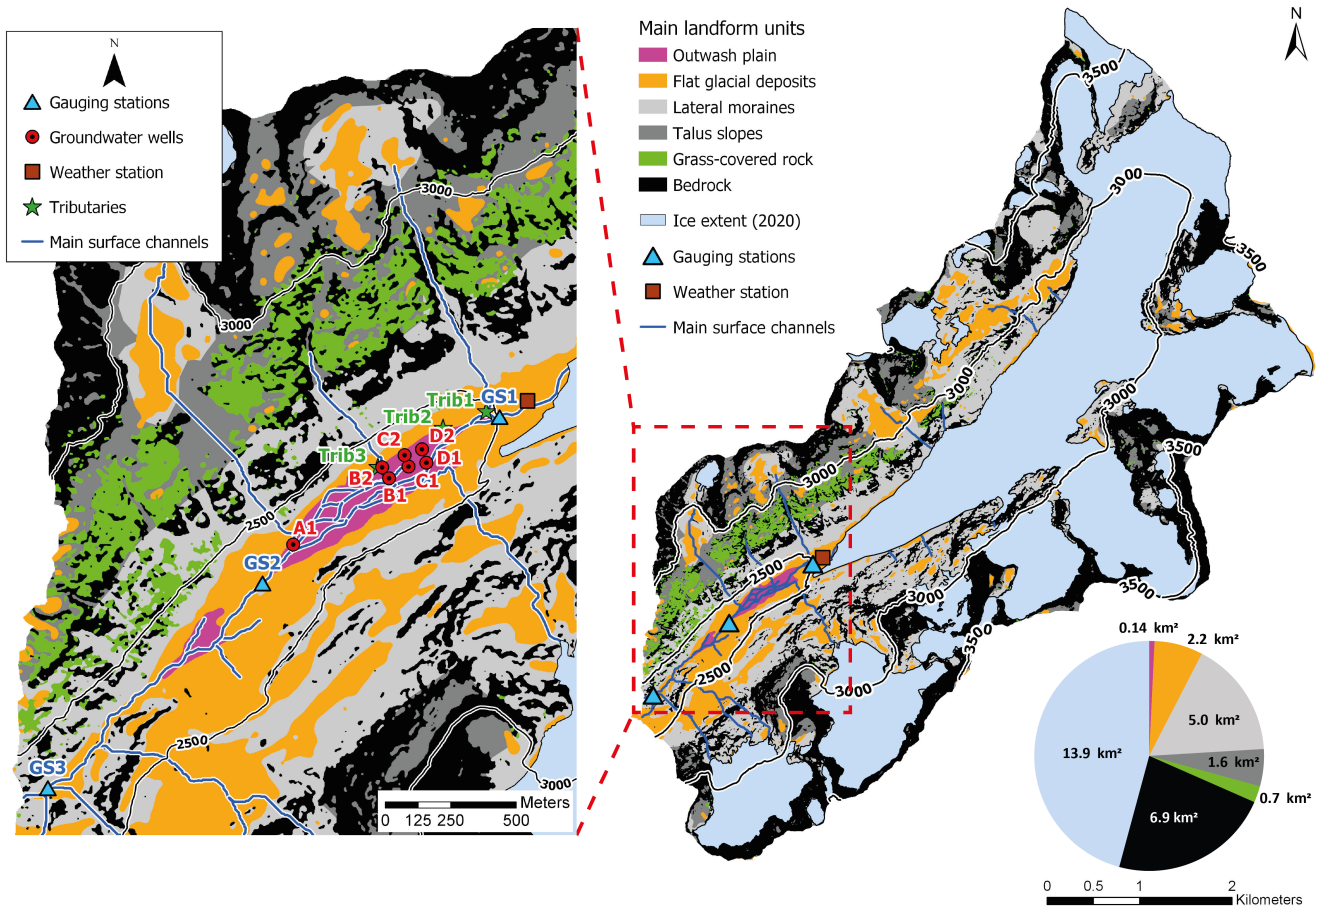 N
Gauging stations
Groundwater wells
Weather station
Tributaries
Main surface channels
3000
3000
Trib1
GS1
Trib2
C2
D2
Trib3
D1
B2
C1
B1
2500
A1
GS2
2500
GS3
3000
Meters
0 125 250 500
Main landform units
Outwash plain
Flat glacial deposits
Lateral moraines
Talus slopes
Grass-covered rock
Bedrock
Ice extent (2020)
Gauging stations
Weather station
Main surface channels
N
3500
3000
3500
3000
3000
3500
3000
2500
3000
3500
3500
2500
3000
0.14 km²
2.2 km²
5.0 km²
13.9 km²
1.6 km²
0.7 km²
6.9 km²
0 0.5 1 2
Kilometers